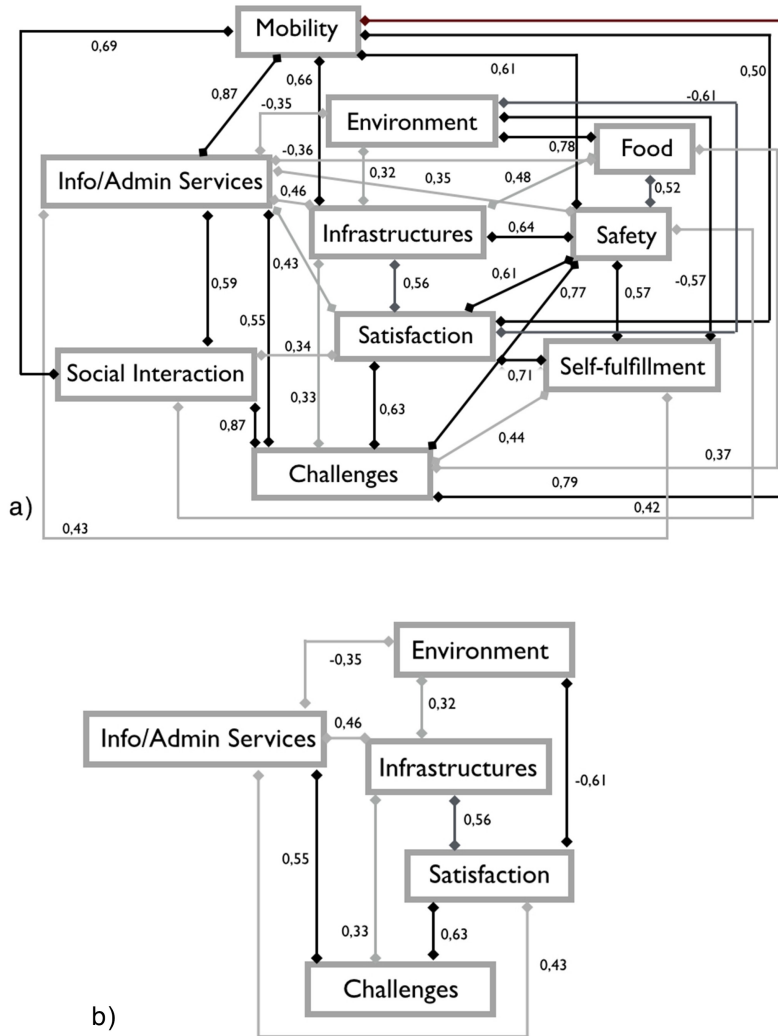 Mobility
0,69
0,66
0,61
0,50
0,87
-0,35
-0,61
Environment
0,78
Food
-0,36
Info/Admin Services
0,32
0,35
0,48
0,52
0,46
Infrastructures
0,64
Safety
0,43
0,59
0,56
0,61
0,77
0,57
-0,57
0,55
Satisfaction
0,34
Social Interaction
0,71
Self-fulfillment
0,33
0,63
0,87
0,44
0,37
Challenges
0,79
a)
0,42
0,43
Environment
-0,35
0,32
Info/Admin Services
0,46
Infrastructures
-0,61
0,56
0,55
Satisfaction
0,33
0,63
0,43
Challenges
b)